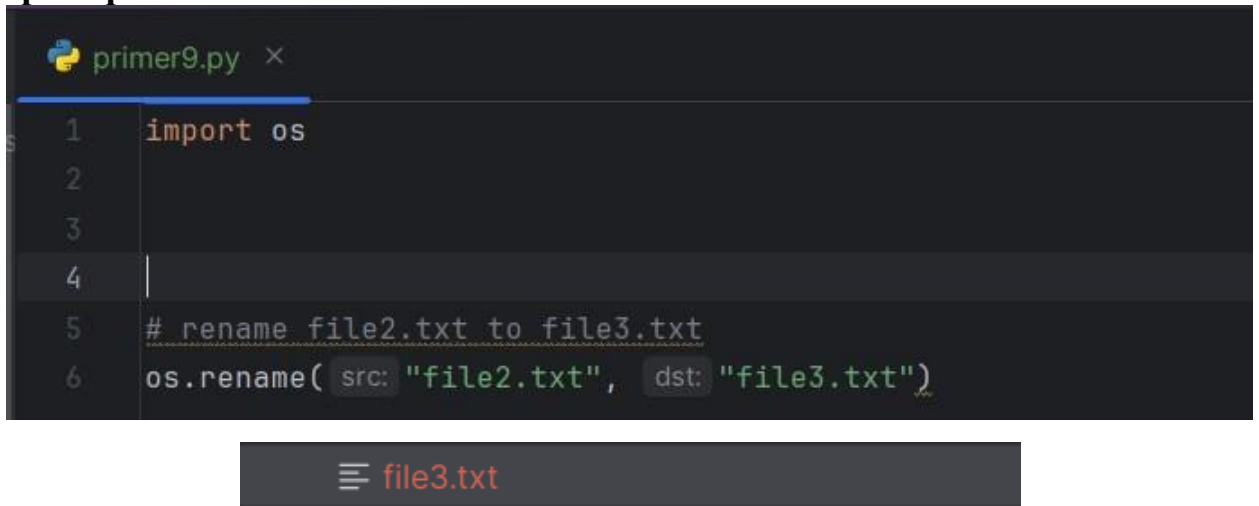 primer9.py ×
1 import os
2
3
4
5 # rename file2.txt to file3.txt
6 os.rename( src: "file2.txt", dst: "file3.txt")
file3.txt